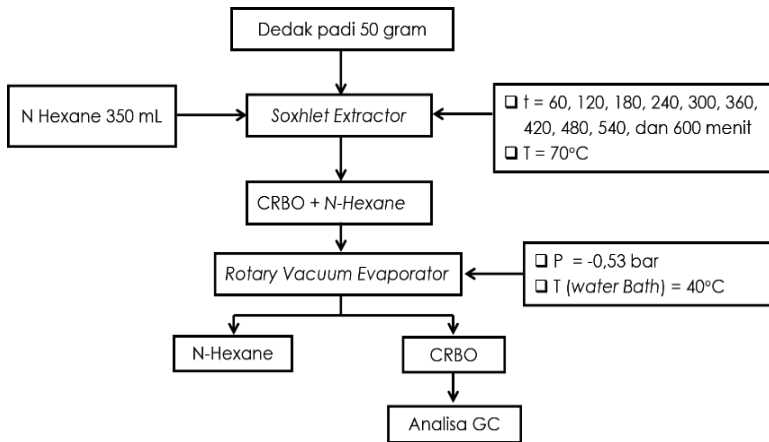 Dedak padi 50 gram
N Hexane 350 mL
Soxhlet Extractor
t = 60, 120, 180, 240, 300, 360,
420, 480, 540, dan 600 menit
T = 70°C
CRBO + N-Hexane
Rotary Vacuum Evaporator
P = -0,53 bar
T (water Bath) = 40°C
N-Hexane
CRBO
Analisa GC